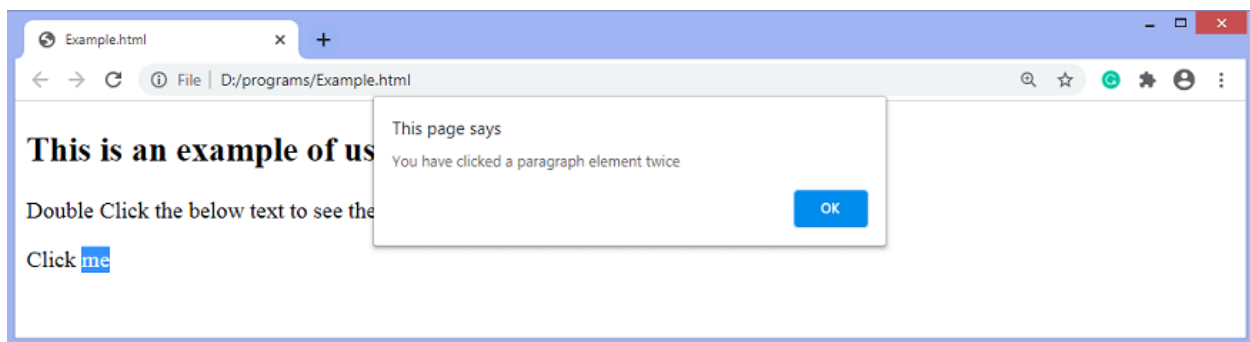 Example.html
File | D:/programs/Example.html
This page says
You have clicked a paragraph element twice
OK
This is an example of us
Double Click the below text to see the
Click me